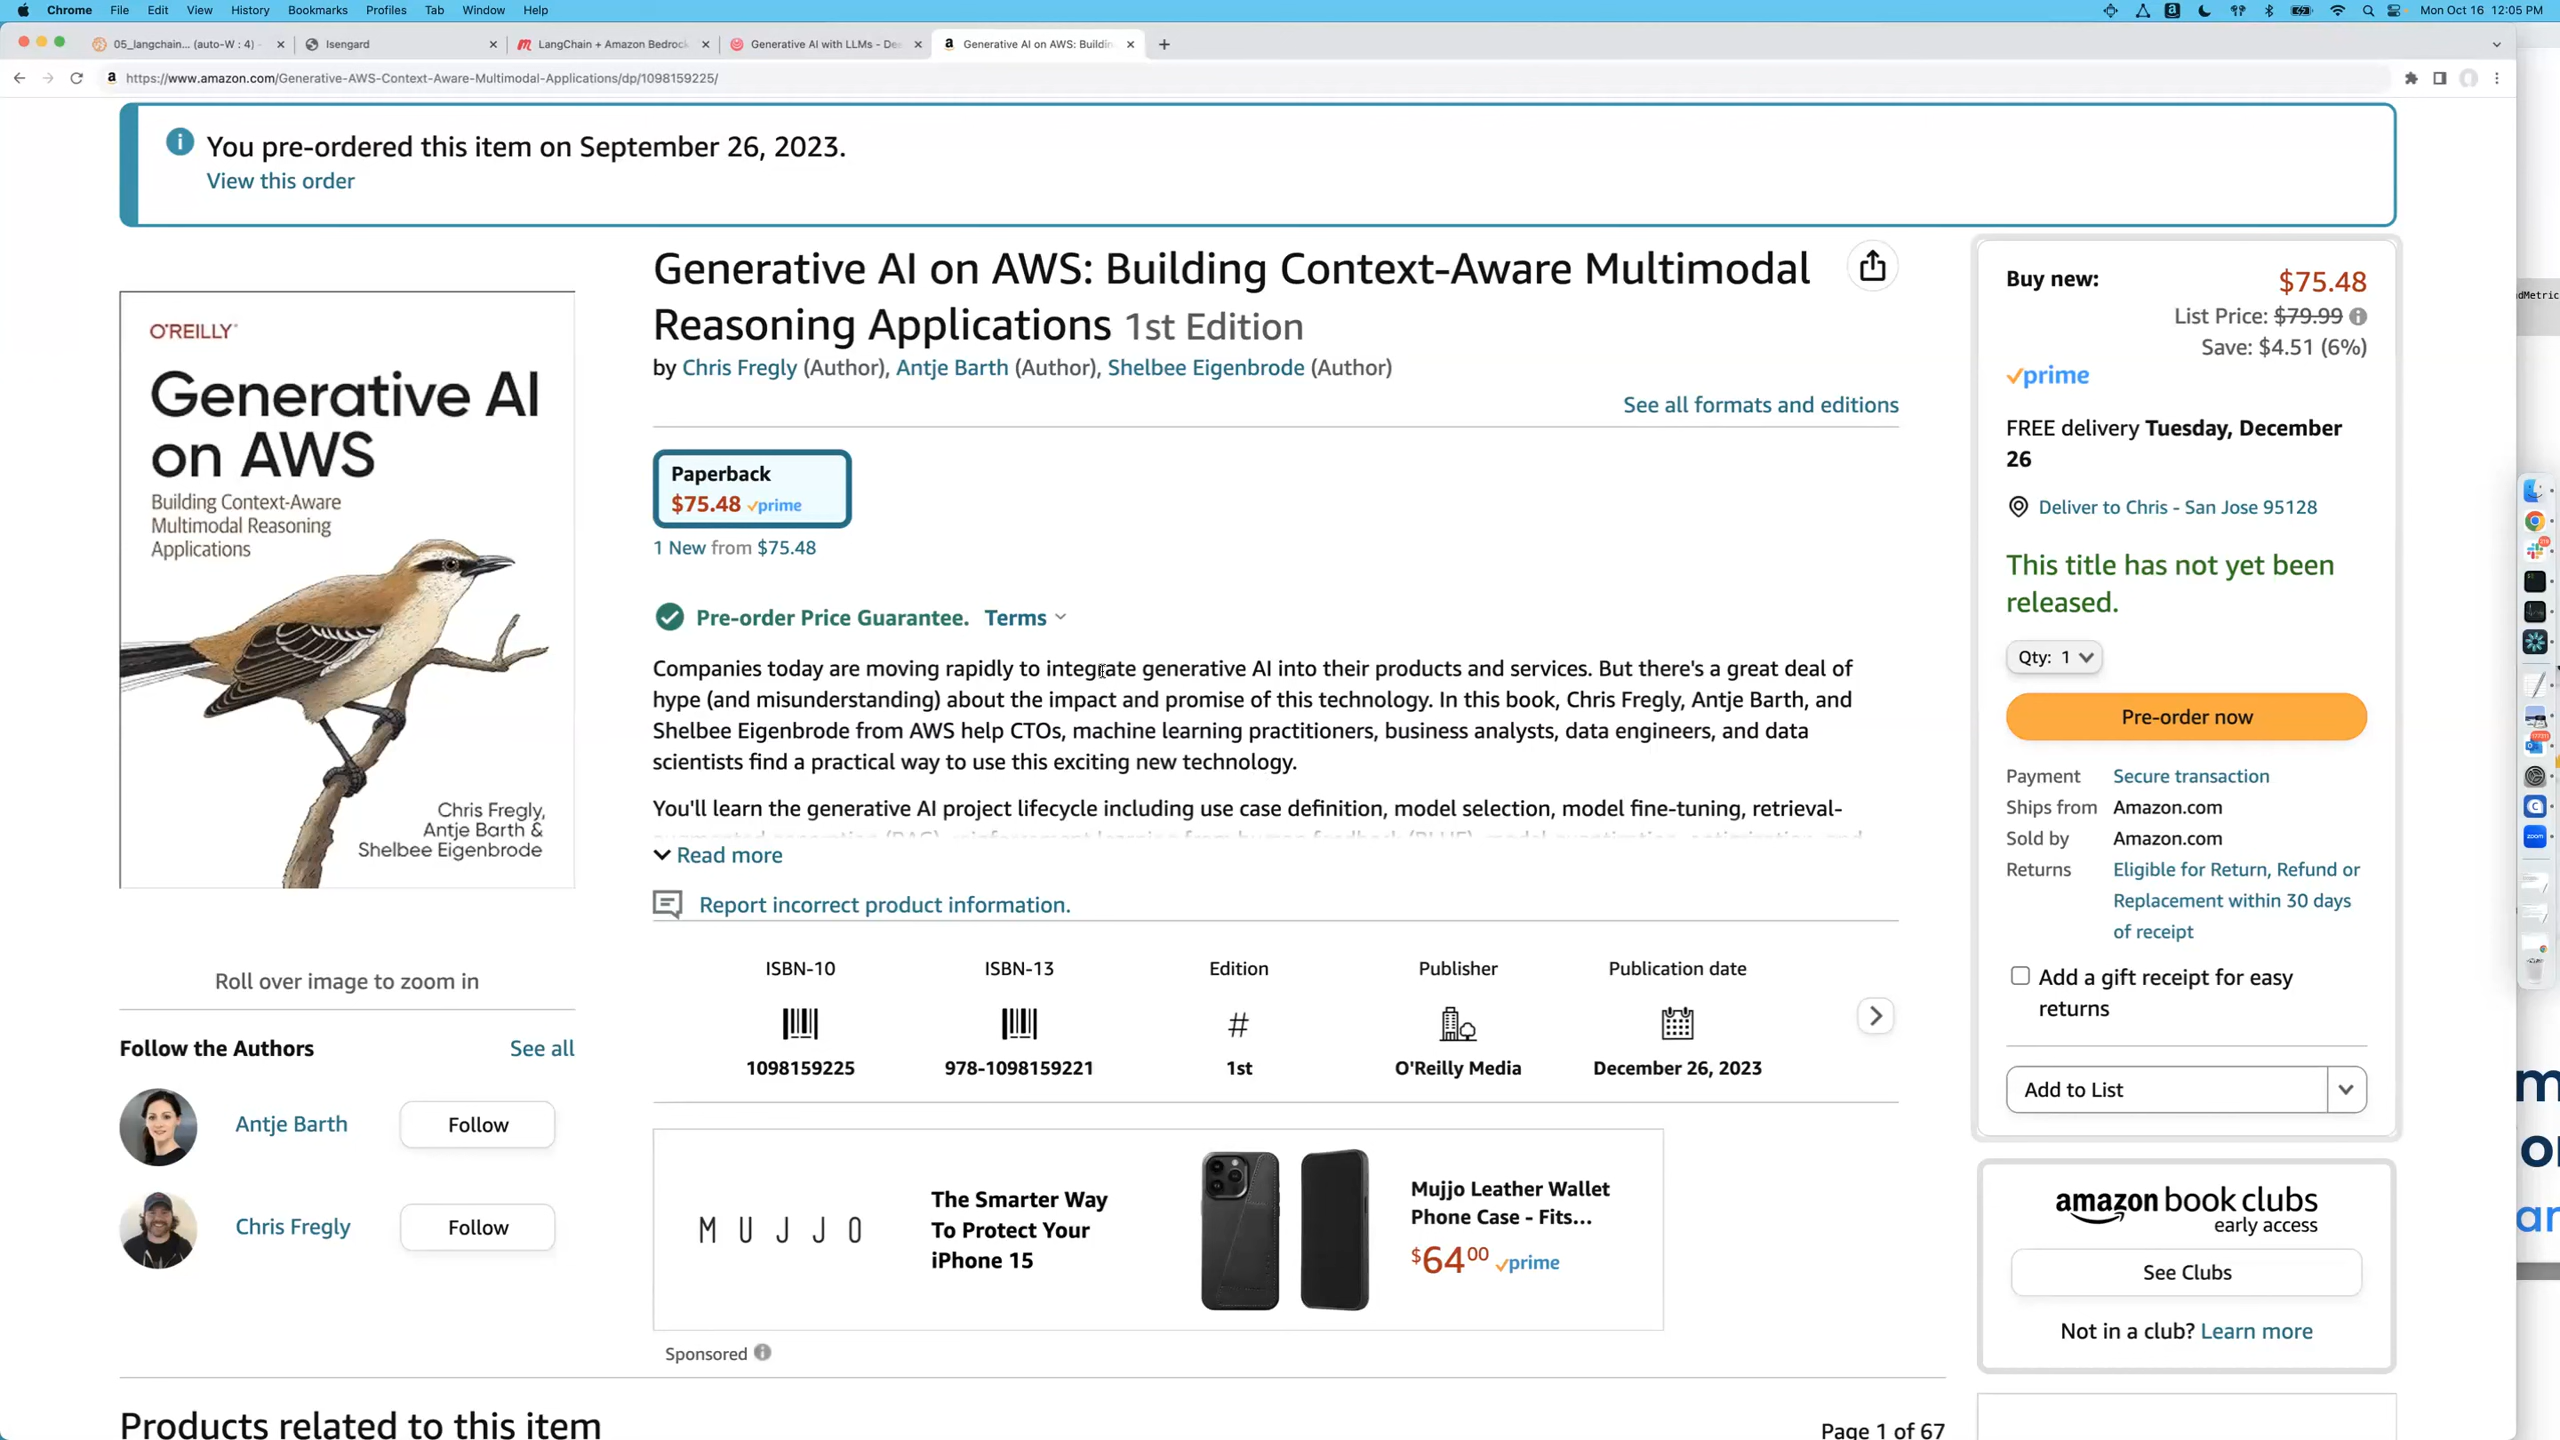 Chrome File Edit View History Bookmarks Profiles Tab Window Help
Mon Oct 16 12:05 PM
05_langchain... (auto-W : 4)
Isengard
LangChain + Amazon Bedrock
Generative AI with LLMs - De
Generative AI on AWS: Buildin
https://www.amazon.com/Generative-AWS-Context-Aware-Multimodal-Applications/dp/1098159225/
You pre-ordered this item on September 26, 2023.
View this order
O'REILLY
Generative AI
on AWS
Building Context-Aware
Multimodal Reasoning
Applications
Chris Fregly,
Antje Barth &
Shelbee Eigenbrode
Roll over image to zoom in
Follow the Authors See all
Antje Barth Follow
Chris Fregly Follow
Generative AI on AWS: Building Context-Aware Multimodal
Reasoning Applications 1st Edition
by Chris Fregly (Author), Antje Barth (Author), Shelbee Eigenbrode (Author)
See all formats and editions
Paperback
$75.48 prime
1 New from $75.48
Pre-order Price Guarantee. Terms
Companies today are moving rapidly to integrate generative AI into their products and services. But there's a great deal of
hype (and misunderstanding) about the impact and promise of this technology. In this book, Chris Fregly, Antje Barth, and
Shelbee Eigenbrode from AWS help CTOs, machine learning practitioners, business analysts, data engineers, and data
scientists find a practical way to use this exciting new technology.
You'll learn the generative AI project lifecycle including use case definition, model selection, model fine-tuning, retrieval-
Read more
Report incorrect product information.
ISBN-10 ISBN-13 Edition Publisher Publication date
#
1098159225 978-1098159221 1st O'Reilly Media December 26, 2023
MUJJO
The Smarter Way
To Protect Your
iPhone 15
Mujjo Leather Wallet
Phone Case - Fits...
$64 00 prime
Sponsored
Products related to this item
Page 1 of 67
Buy new: $75.48
List Price: $79.99
Save: $4.51 (6%)
prime
FREE delivery Tuesday, December
26
Deliver to Chris - San Jose 95128
This title has not yet been
released.
Qty: 1
Pre-order now
Payment Secure transaction
Ships from Amazon.com
Sold by Amazon.com
Returns Eligible for Return, Refund or
Replacement within 30 days
of receipt
Add a gift receipt for easy
returns
Add to List
amazon book clubs
early access
See Clubs
Not in a club? Learn more
dMetric
zoom